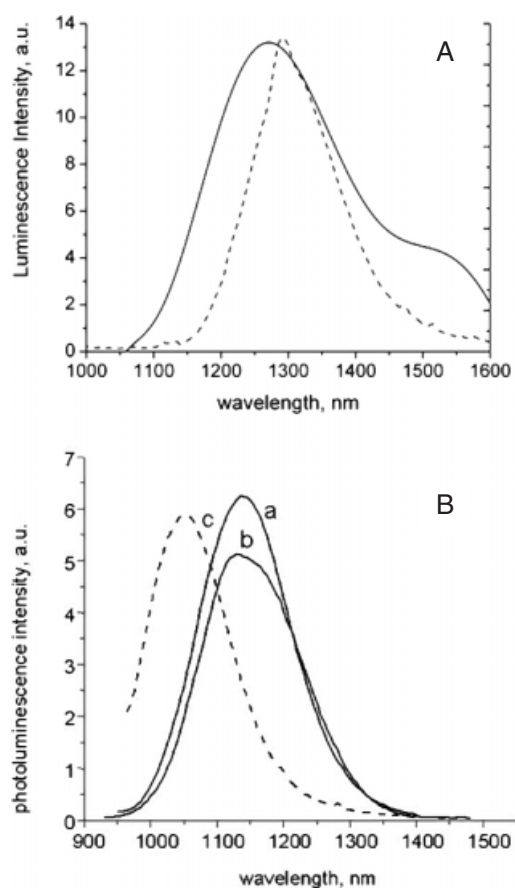 A
Luminescence Intensity, a.u.
14
12
10
8
6
4
2
0
1000 1100 1200 1300 1400 1500 1600
wavelength, nm
B
photoluminescence intensity, a.u.
7
6
5
4
3
2
1
0
c
a
b
900 1000 1100 1200 1300 1400 1500
wavelength, nm